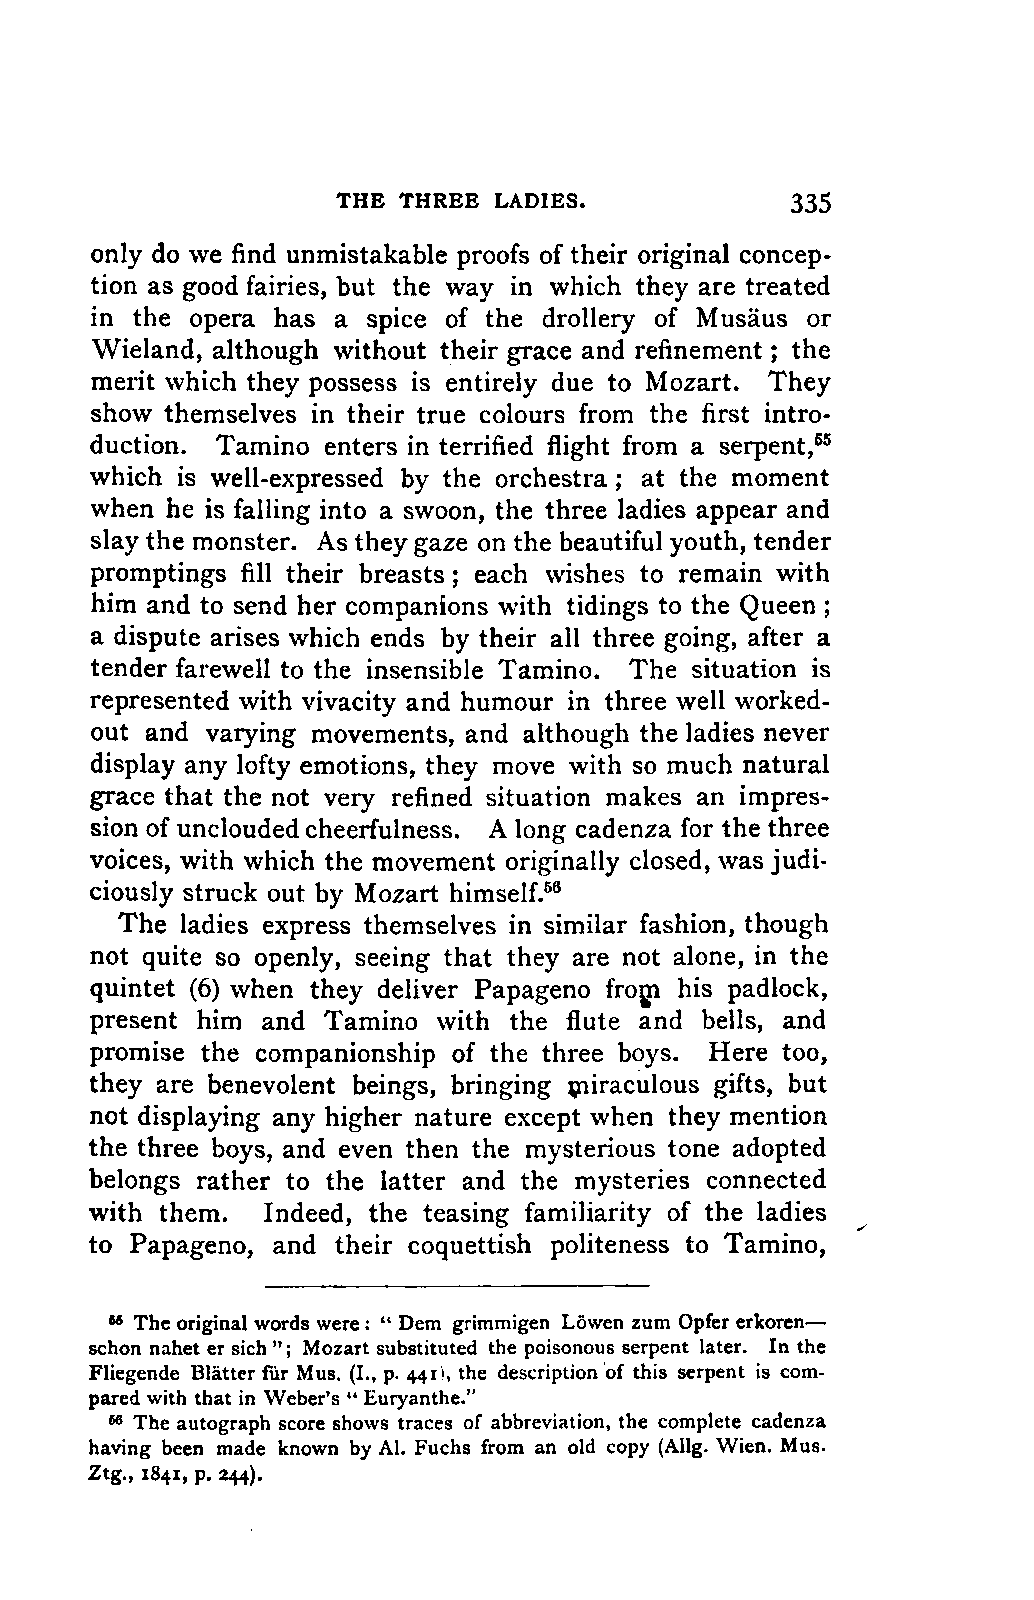 THE THREE LADIES. 335
only do we find unmistakable proofs of their original concep-
tion as good fairies, but the way in which they are treated
in the opera has a spice of the drollery of Musäus or
Wieland, although without their grace and refinement ; the
merit which they possess is entirely due to Mozart. They
show themselves in their true colours from the first intro-
duction. Tamino enters in terrified flight from a serpent,⁵⁵
which is well-expressed by the orchestra ; at the moment
when he is falling into a swoon, the three ladies appear and
slay the monster. As they gaze on the beautiful youth, tender
promptings fill their breasts ; each wishes to remain with
him and to send her companions with tidings to the Queen ;
a dispute arises which ends by their all three going, after a
tender farewell to the insensible Tamino. The situation is
represented with vivacity and humour in three well worked-
out and varying movements, and although the ladies never
display any lofty emotions, they move with so much natural
grace that the not very refined situation makes an impres-
sion of unclouded cheerfulness. A long cadenza for the three
voices, with which the movement originally closed, was judi-
ciously struck out by Mozart himself.⁵⁶
The ladies express themselves in similar fashion, though
not quite so openly, seeing that they are not alone, in the
quintet (6) when they deliver Papageno from his padlock,
present him and Tamino with the flute and bells, and
promise the companionship of the three boys. Here too,
they are benevolent beings, bringing miraculous gifts, but
not displaying any higher nature except when they mention
the three boys, and even then the mysterious tone adopted
belongs rather to the latter and the mysteries connected
with them. Indeed, the teasing familiarity of the ladies
to Papageno, and their coquettish politeness to Tamino,
⁵⁵ The original words were : “ Dem grimmigen Löwen zum Opfer erkoren—
schon nahet er sich ”; Mozart substituted the poisonous serpent later. In the
Fliegende Blätter für Mus. (I., p. 441), the description of this serpent is com-
pared with that in Weber's “ Euryanthe.”
⁵⁶ The autograph score shows traces of abbreviation, the complete cadenza
having been made known by Al. Fuchs from an old copy (Allg. Wien. Mus.
Ztg., 1841, p. 244).